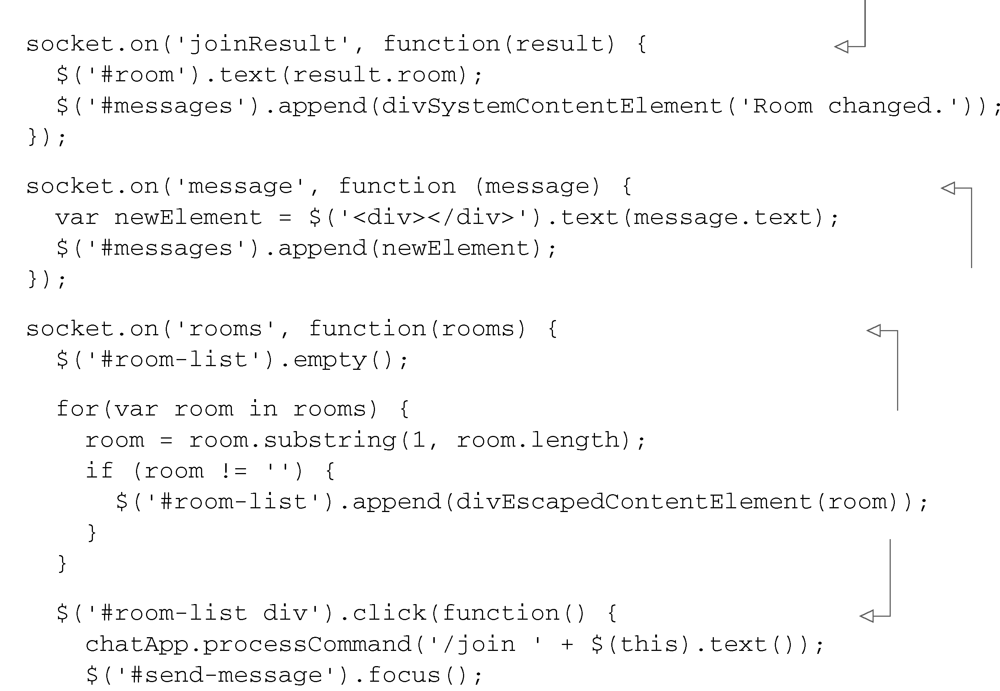 socket.on('joinResult', function(result) {
  $('#room').text(result.room);
  $('#messages').append(divSystemContentElement('Room changed.'));
});
socket.on('message', function (message) {
  var newElement = $('<div></div>').text(message.text);
  $('#messages').append(newElement);
});
socket.on('rooms', function(rooms) {
  $('#room-list').empty();
  for(var room in rooms) {
    room = room.substring(1, room.length);
    if (room != '') {
      $('#room-list').append(divEscapedContentElement(room));
    }
  }
  $('#room-list div').click(function() {
    chatApp.processCommand('/join ' + $(this).text());
    $('#send-message').focus();